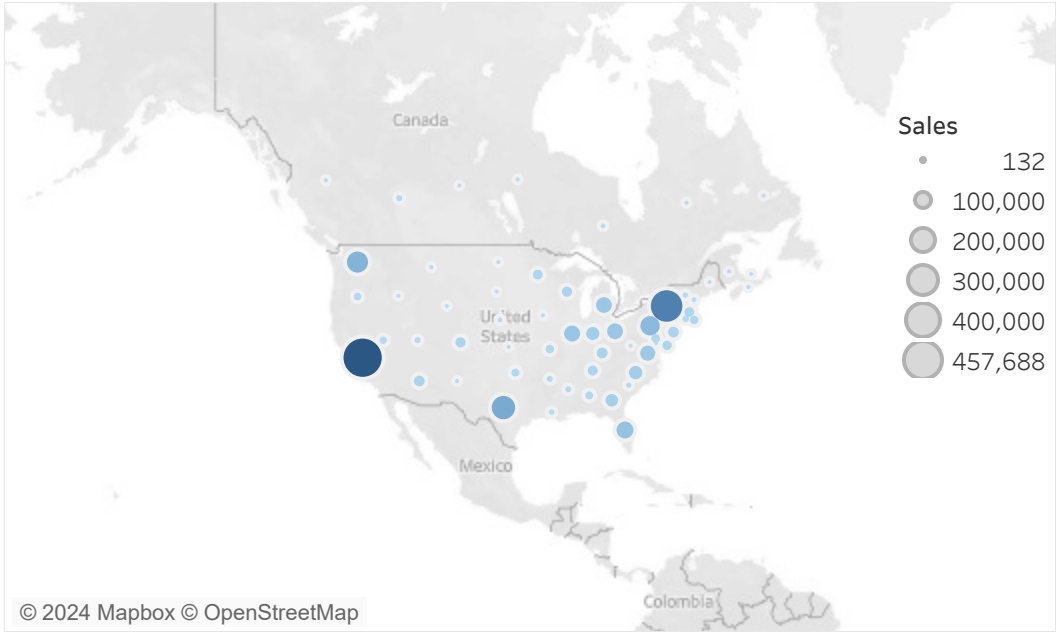 Canada
United
States
Mexico
Colombia
Sales
132
100,000
200,000
300,000
400,000
457,688
© 2024 Mapbox © OpenStreetMap